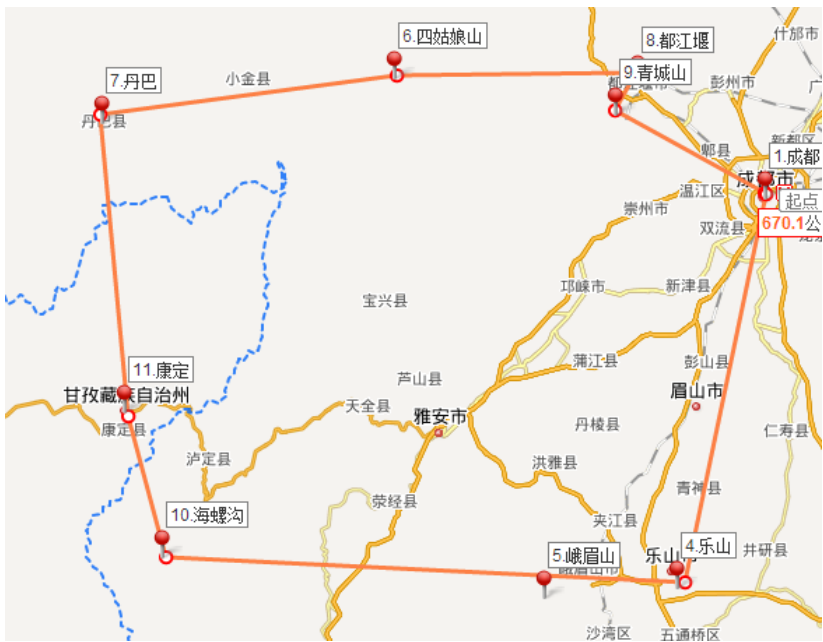 什邡市
8.都江堰
6.四姑娘山
7.丹巴
小金县
9.青城山
彭州市
丹巴县
郫县
新都区
1.成都
成都市
温江区
起点
崇州市
双流县
670.1公
邛崃市
新津县
宝兴县
蒲江县
彭山县
11.康定
甘孜藏族自治州
芦山县
眉山市
天全县
雅安市
丹棱县
康定县
仁寿县
泸定县
洪雅县
青神县
荥经县
10.海螺沟
夹江县
4.乐山
乐山
井研县
5.峨眉山
峨眉山市
沙湾区
五通桥区